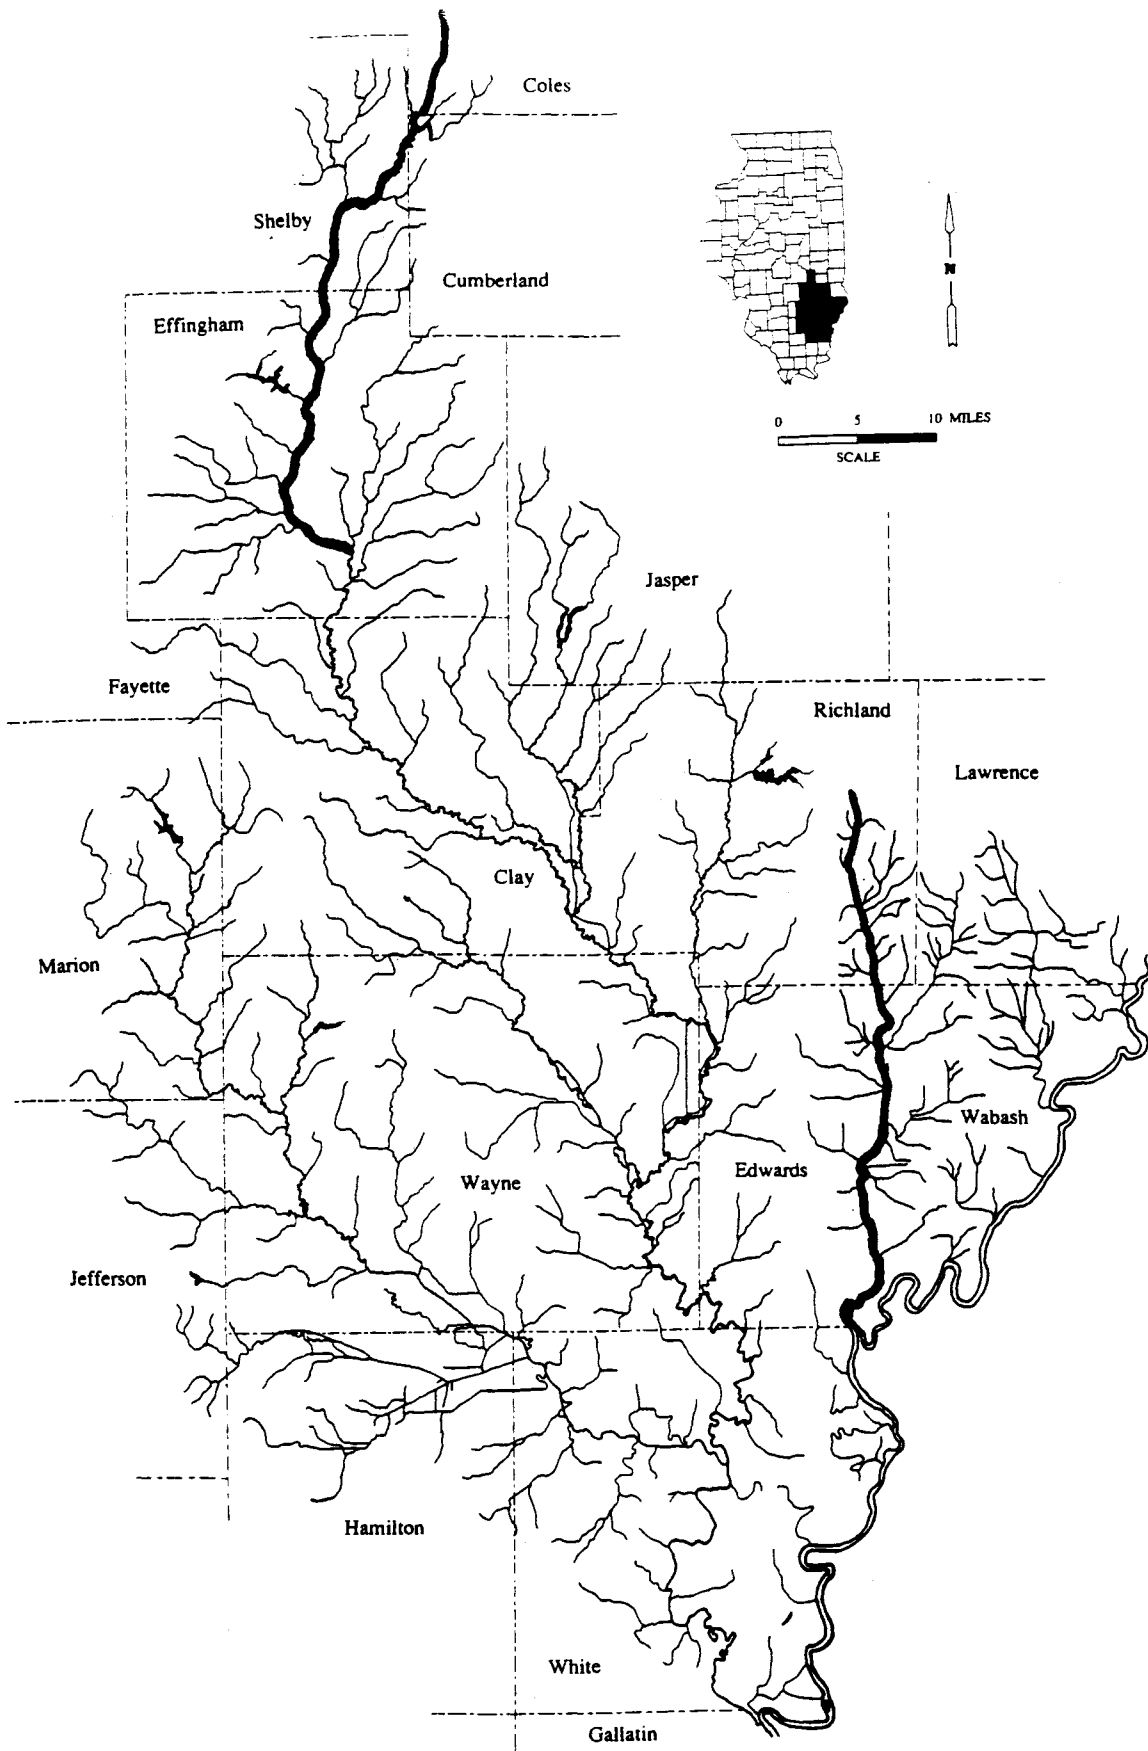 Coles
Shelby
Cumberland
N
Effingham
0 5 10 MILES
SCALE
Jasper
Fayette
Richland
Lawrence
Clay
Marion
Wabash
Edwards
Wayne
Jefferson
Hamilton
White
Gallatin